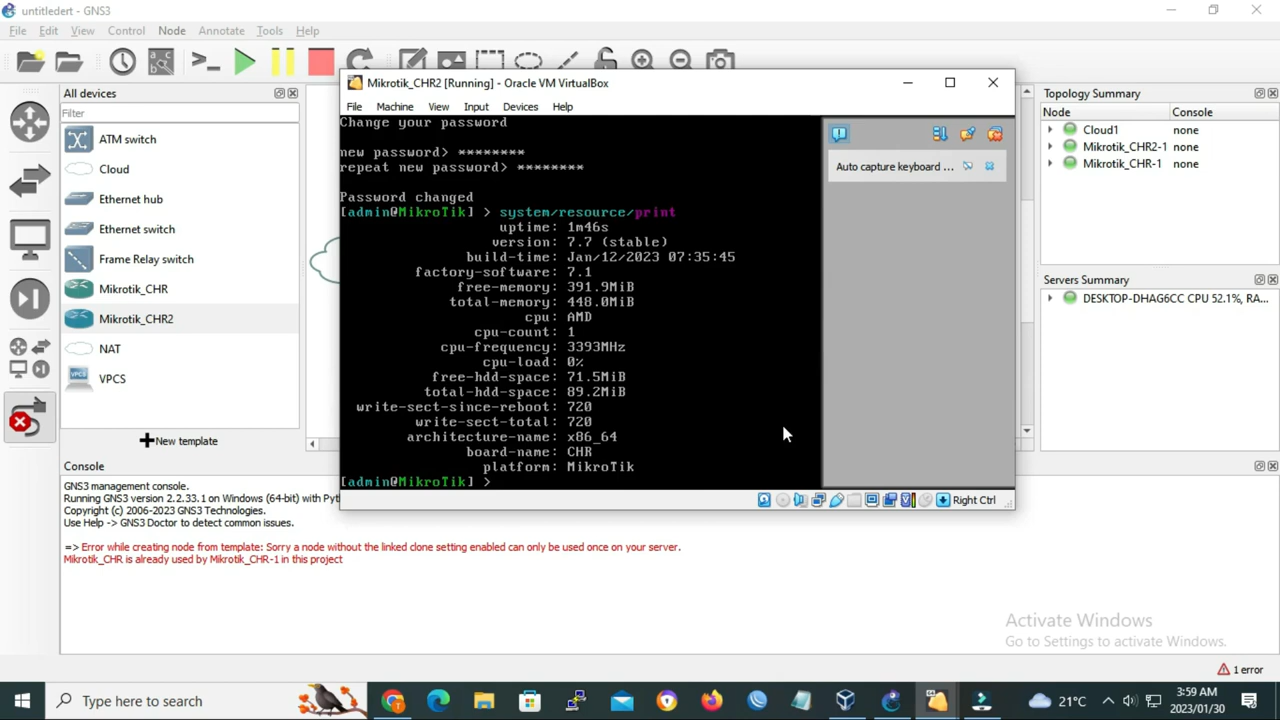 untitledert - GNS3
File Edit View Control Node Annotate Tools Help
All devices
Filter
ATM switch
Cloud
Ethernet hub
Ethernet switch
Frame Relay switch
Mikrotik_CHR
Mikrotik_CHR2
NAT
VPCS
New template
Mikrotik_CHR2 [Running] - Oracle VM VirtualBox
File Machine View Input Devices Help
Change your password
new password> ********
repeat new password> ********
Password changed
[admin@MikroTik] > system/resource/print
uptime: 1m46s
version: 7.7 (stable)
build-time: Jan/12/2023 07:35:45
factory-software: 7.1
free-memory: 391.9MiB
total-memory: 448.0MiB
cpu: AMD
cpu-count: 1
cpu-frequency: 3393MHz
cpu-load: 0%
free-hdd-space: 71.5MiB
total-hdd-space: 89.2MiB
write-sect-since-reboot: 720
write-sect-total: 720
architecture-name: x86_64
board-name: CHR
platform: MikroTik
[admin@MikroTik] >
Auto capture keyboard ...
Right Ctrl
Topology Summary
Node Console
Cloud1 none
Mikrotik_CHR2-1 none
Mikrotik_CHR-1 none
Servers Summary
DESKTOP-DHAG6CC CPU 52.1%, RA...
Console
GNS3 management console.
Running GNS3 version 2.2.33.1 on Windows (64-bit) with Pyt
Copyright (c) 2006-2023 GNS3 Technologies.
Use Help -> GNS3 Doctor to detect common issues.
=> Error while creating node from template: Sorry a node without the linked clone setting enabled can only be used once on your server.
Mikrotik_CHR is already used by Mikrotik_CHR-1 in this project
Activate Windows
Go to Settings to activate Windows.
1 error
Type here to search
21°C
3:59 AM
2023/01/30